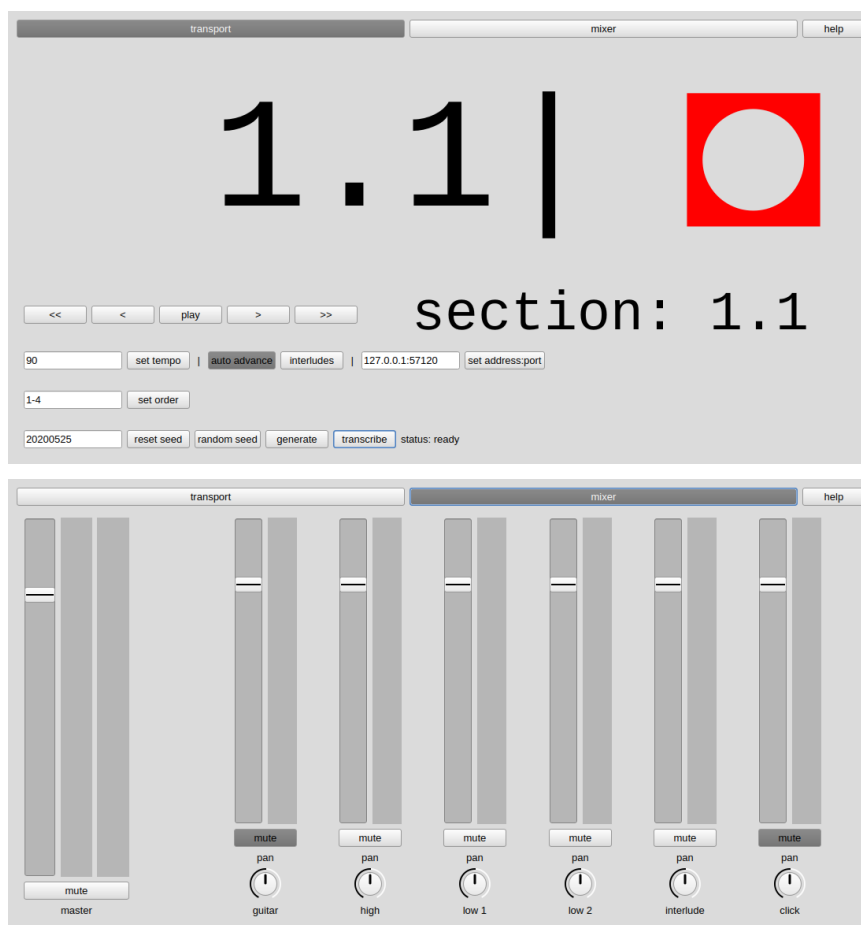 transport mixer help
1.1|
<< < play > >> section: 1.1
90 set tempo | auto advance interludes | 127.0.0.1:57120 set address:port
1-4 set order
20200525 reset seed random seed generate transcribe status: ready
transport mixer help
mute mute mute mute mute mute
pan pan pan pan pan pan
mute
master guitar high low 1 low 2 interlude click